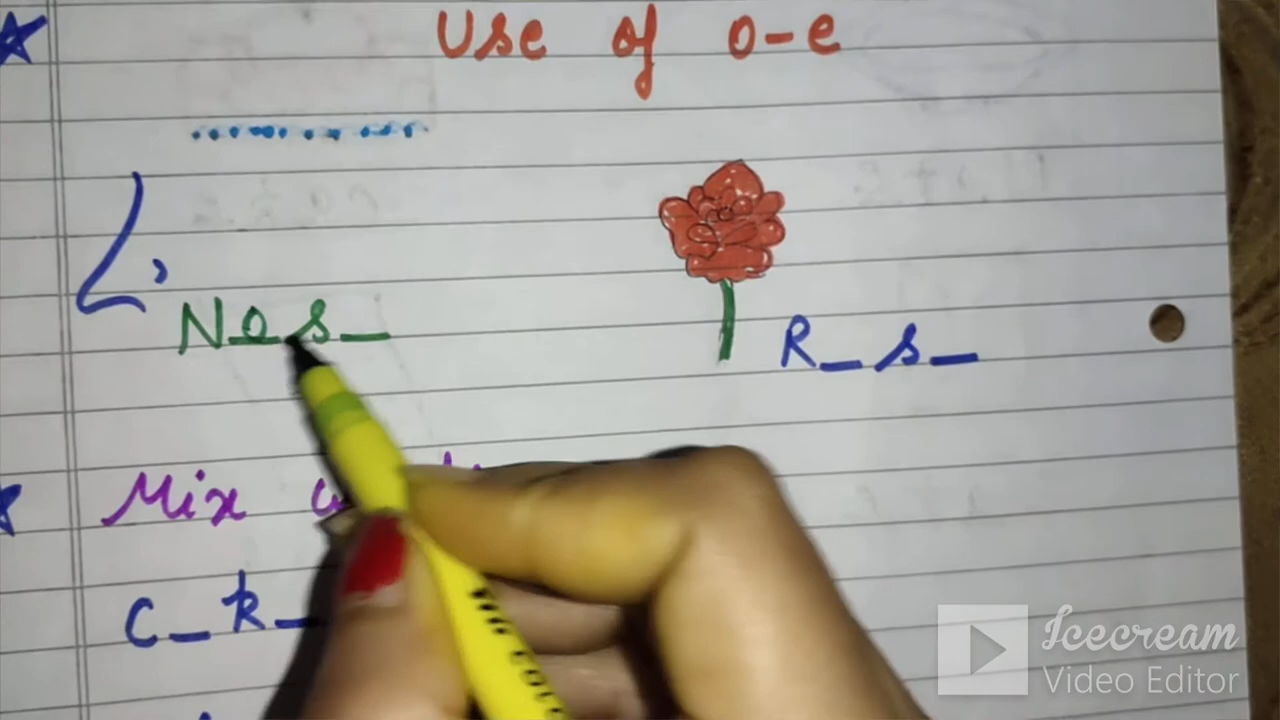 Use of o-e
Nos_ R_s_
Mix
C_k_
Icecream
Video Editor